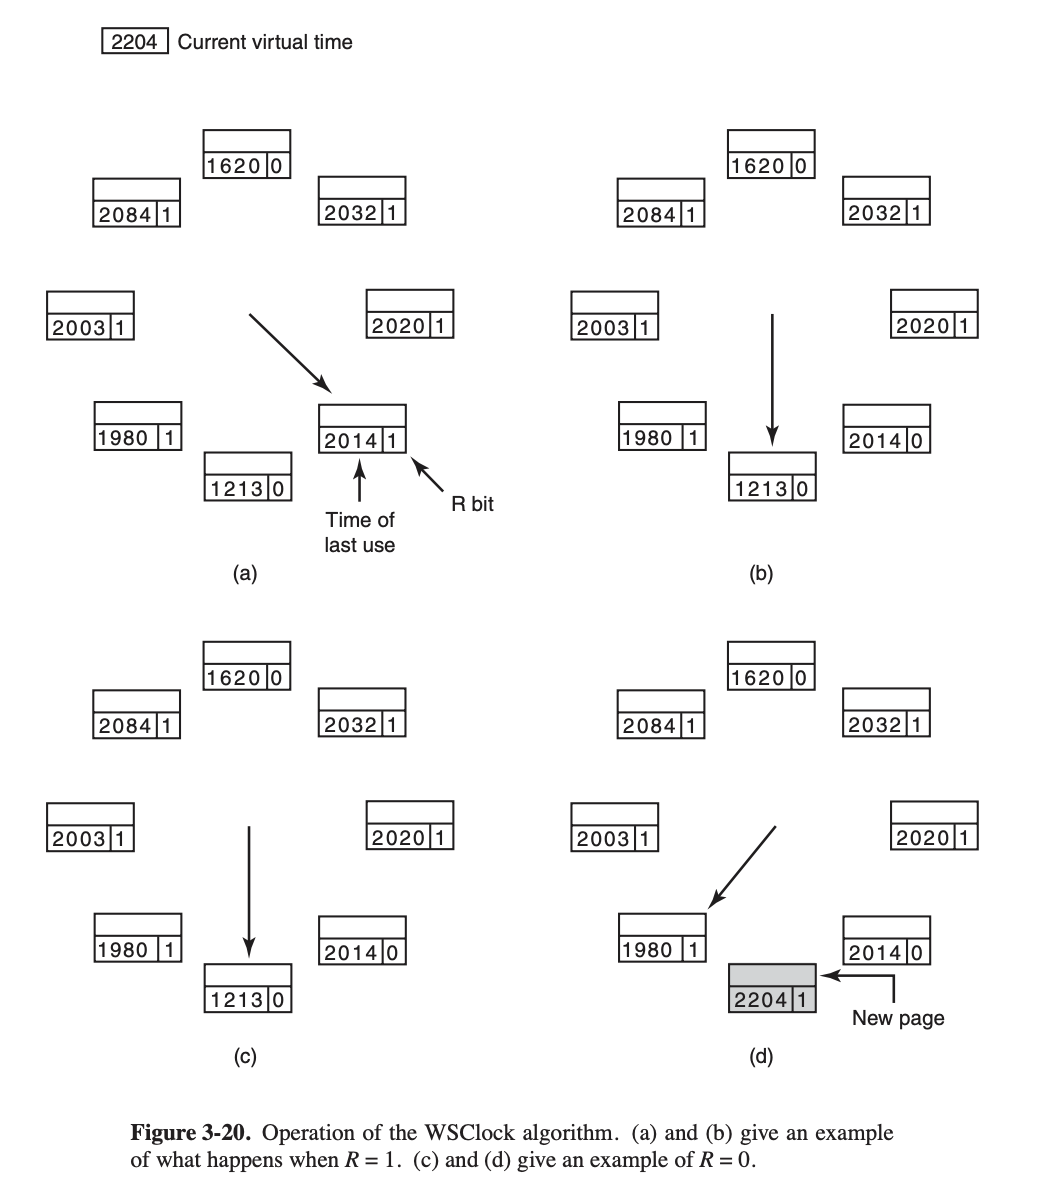 2204 Current virtual time
1620 0
1620 0
2084 1
2032 1
2084 1
2032 1
2003 1
2020 1
2003 1
2020 1
1980 1
2014 1
1980 1
2014 0
1213 0
1213 0
R bit
Time of
last use
(a)
(b)
1620 0
1620 0
2084 1
2032 1
2084 1
2032 1
2003 1
2020 1
2003 1
2020 1
1980 1
2014 0
1980 1
2014 0
1213 0
2204 1
New page
(c)
(d)
Figure 3-20. Operation of the WSClock algorithm. (a) and (b) give an example
of what happens when R = 1. (c) and (d) give an example of R = 0.